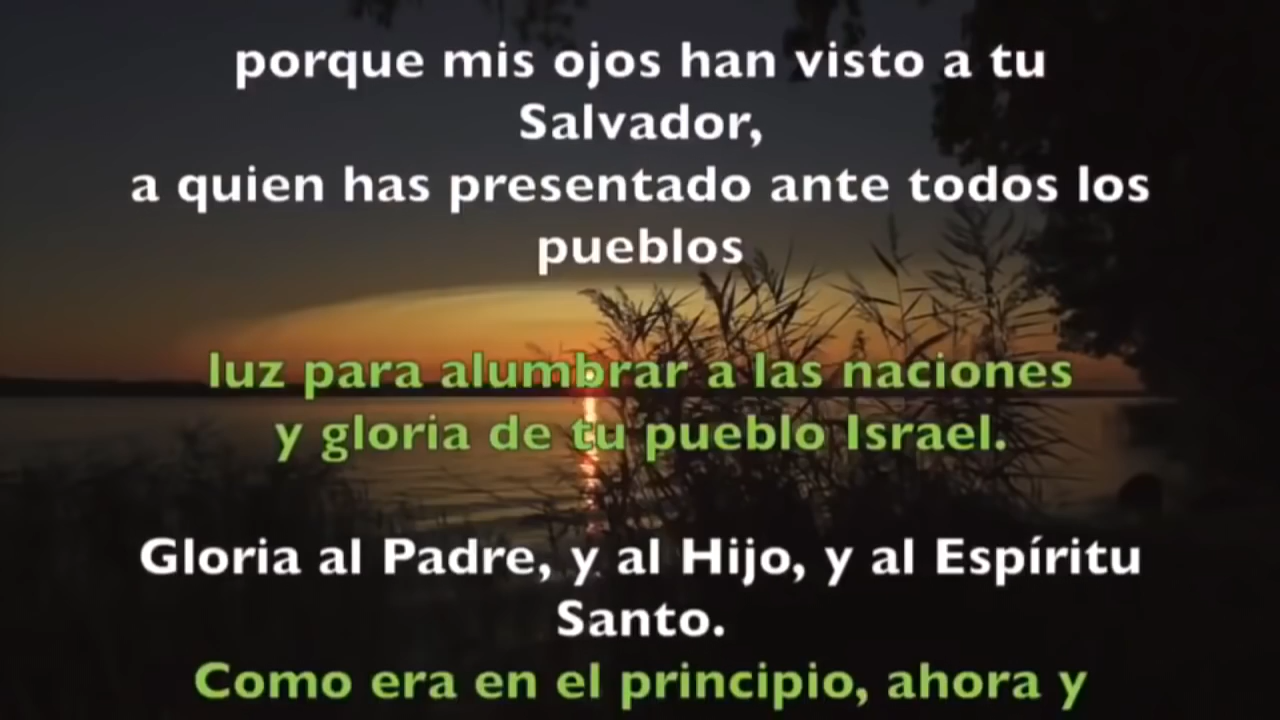 porque mis ojos han visto a tu
Salvador,
a quien has presentado ante todos los
pueblos
luz para alumbrar a las naciones
y gloria de tu pueblo Israel.
Gloria al Padre, y al Hijo, y al Espíritu
Santo.
Como era en el principio, ahora y